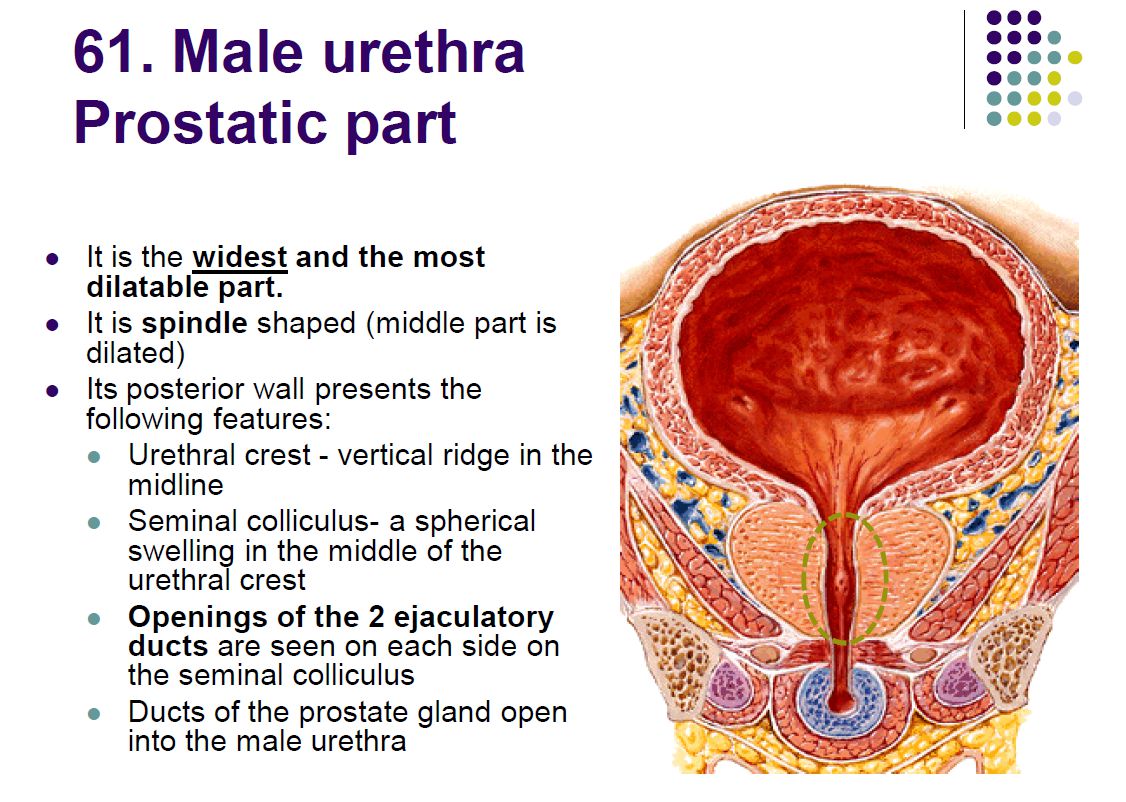 61. Male urethra
Prostatic part
It is the widest and the most
dilatable part.
It is spindle shaped (middle part is
dilated)
Its posterior wall presents the
following features:
Urethral crest - vertical ridge in the
midline
Seminal colliculus- a spherical
swelling in the middle of the
urethral crest
Openings of the 2 ejaculatory
ducts are seen on each side on
the seminal colliculus
Ducts of the prostate gland open
into the male urethra